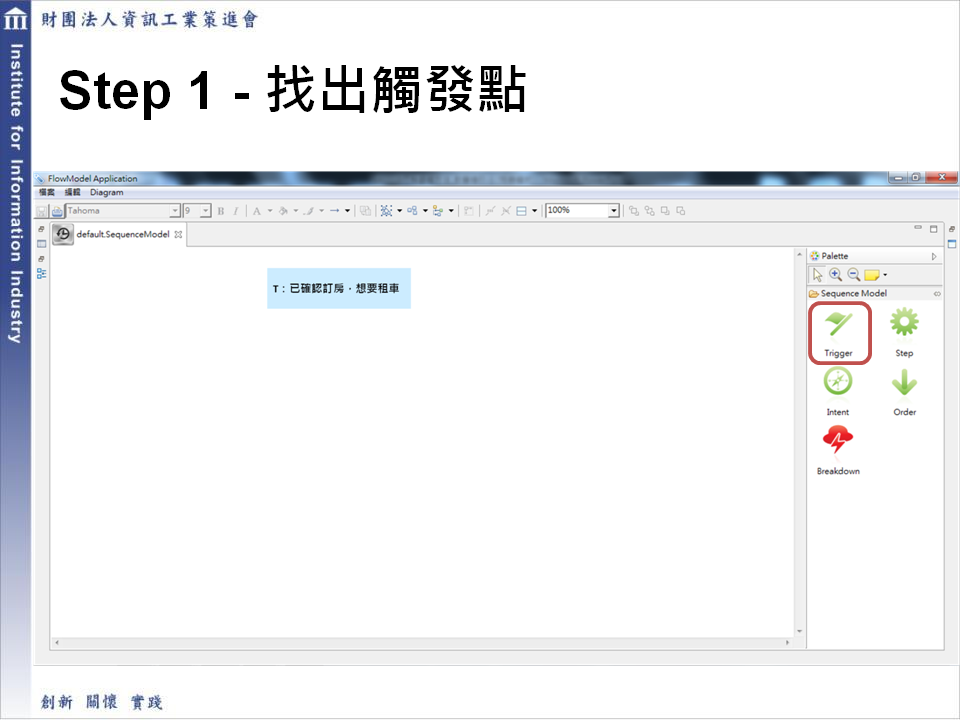 財團法人資訊工業策進會
Institute for Information Industry
Step 1 - 找出觸發點
FlowModel Application
檔案 編輯 Diagram
Tahoma 9 B I A 100%
default.SequenceModel
T：已確認訂房，想要租車
Palette
Sequence Model
Trigger Step
Intent Order
Breakdown
創新 關懷 實踐